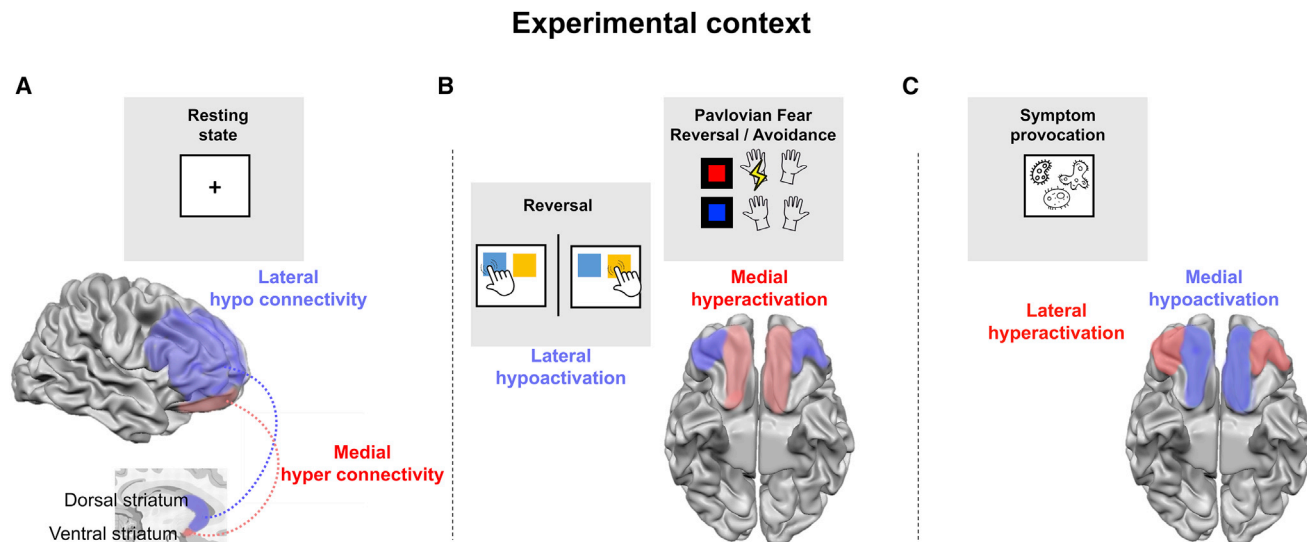 Experimental context
A
Resting
state
+
Lateral
hypo connectivity
Medial
hyper connectivity
Dorsal striatum
Ventral striatum
B
Reversal
Lateral
hypoactivation
Pavlovian Fear
Reversal / Avoidance
Medial
hyperactivation
C
Symptom
provocation
Lateral
hyperactivation
Medial
hypoactivation